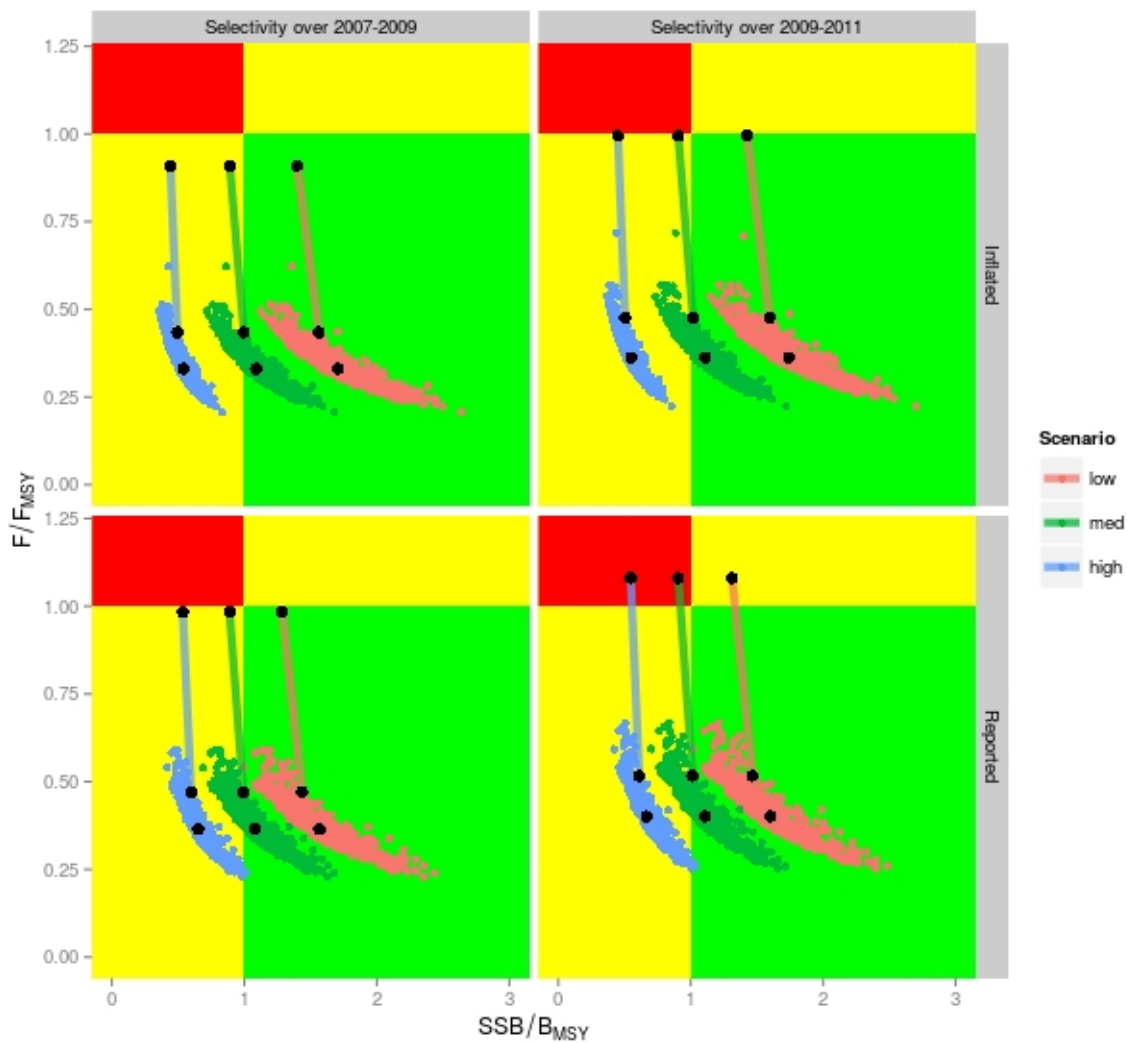 Selectivity over 2007-2009
Selectivity over 2009-2011
1.25
1.00
0.75
0.50
0.25
0.00
Inflated
1.25
1.00
0.75
0.50
0.25
0.00
Reported
F/FMSY
0
1
2
3
0
1
2
3
SSB/BMSY
Scenario
low
med
high